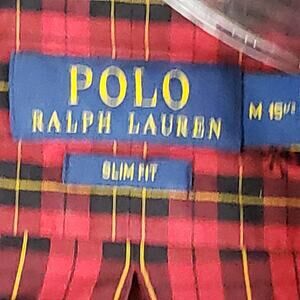 POLO
RALPH LAUREN
M 15½
SLIM FIT